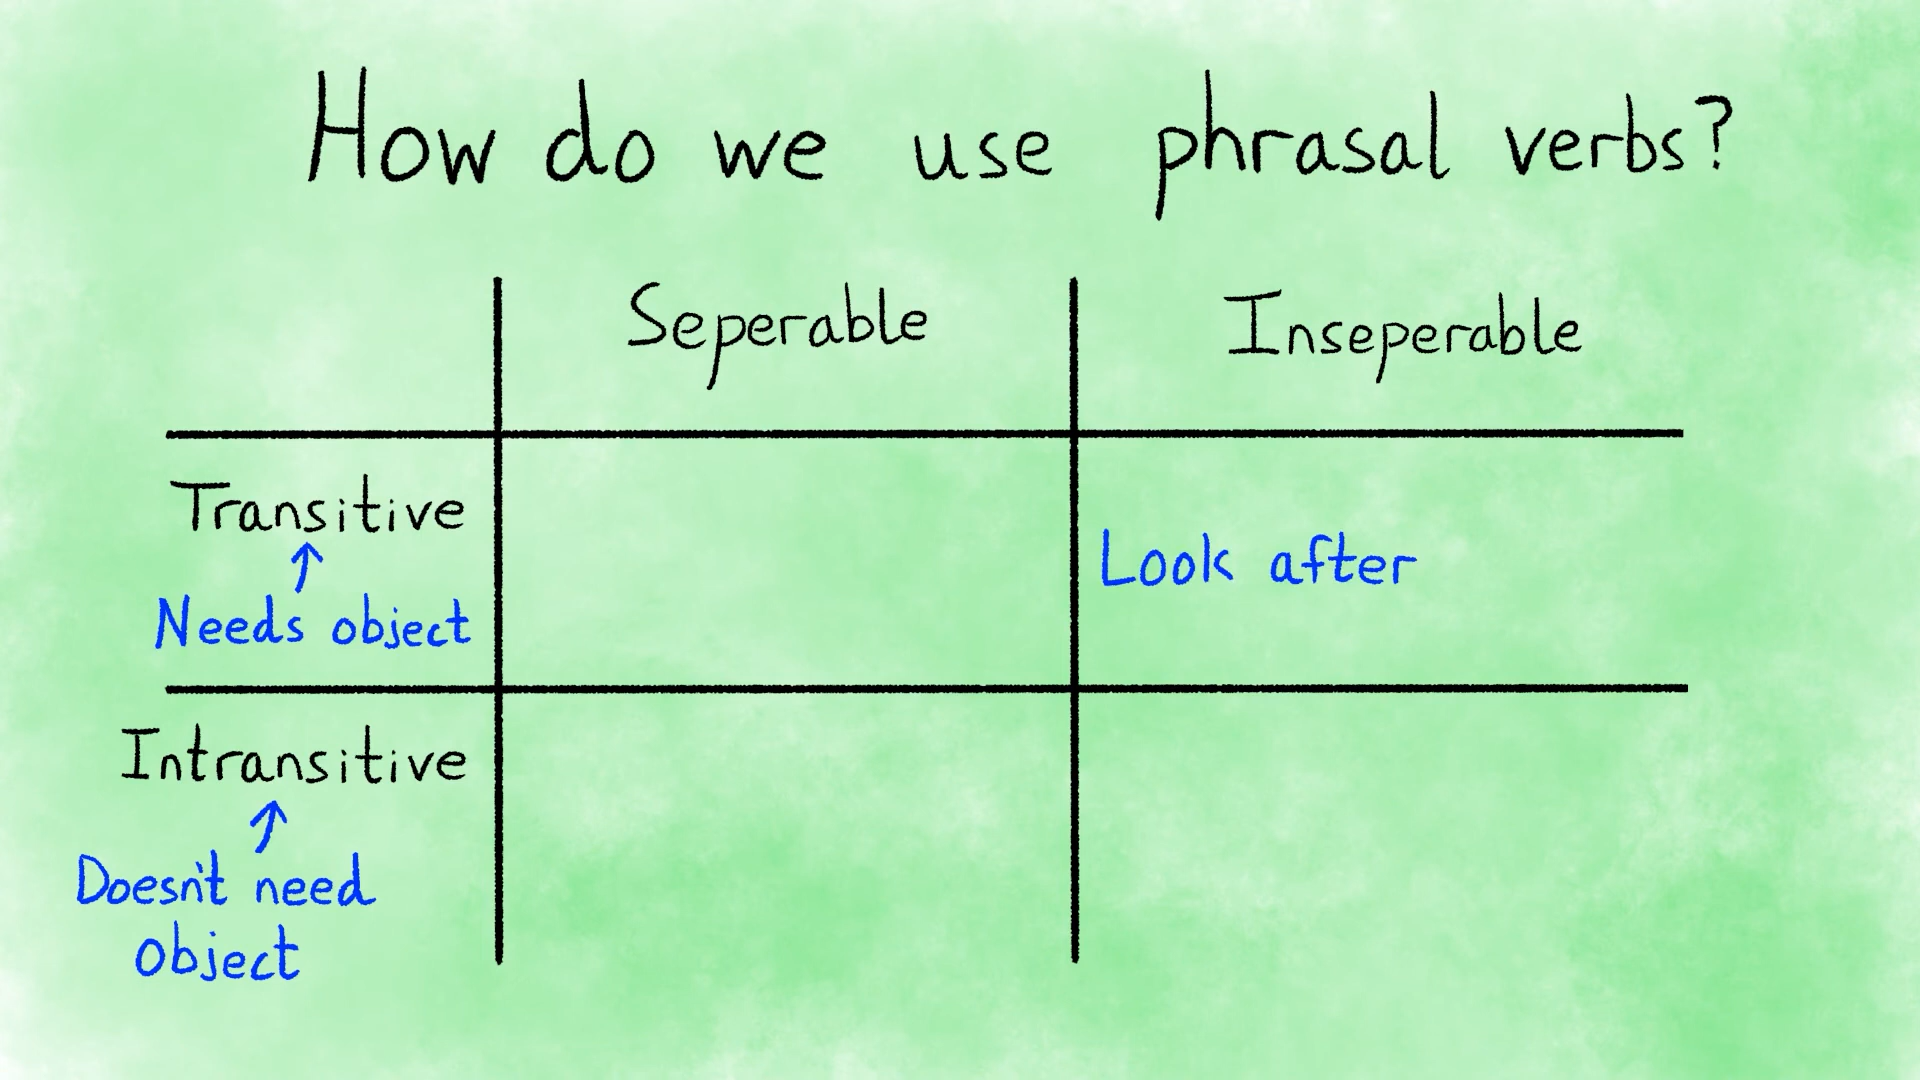 How do we use phrasal verbs?
Seperable
Inseperable
Transitive
Needs object
Look after
Intransitive
Doesn't need
object